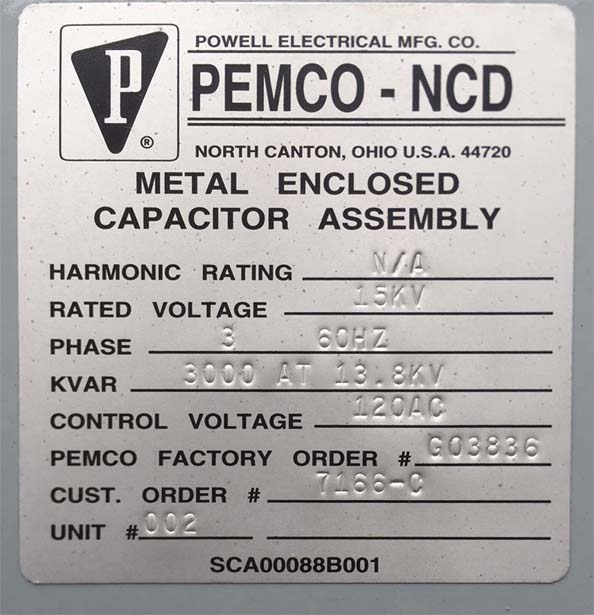 POWELL ELECTRICAL MFG. CO.
P ®
PEMCO - NCD
NORTH CANTON, OHIO U.S.A. 44720
METAL ENCLOSED
CAPACITOR ASSEMBLY
HARMONIC RATING N/A
RATED VOLTAGE 15KV
PHASE 3 60HZ
KVAR 3000 AT 13.8KV
CONTROL VOLTAGE 120AC
PEMCO FACTORY ORDER # G03836
CUST. ORDER # 7166-C
UNIT # 002
SCA00088B001